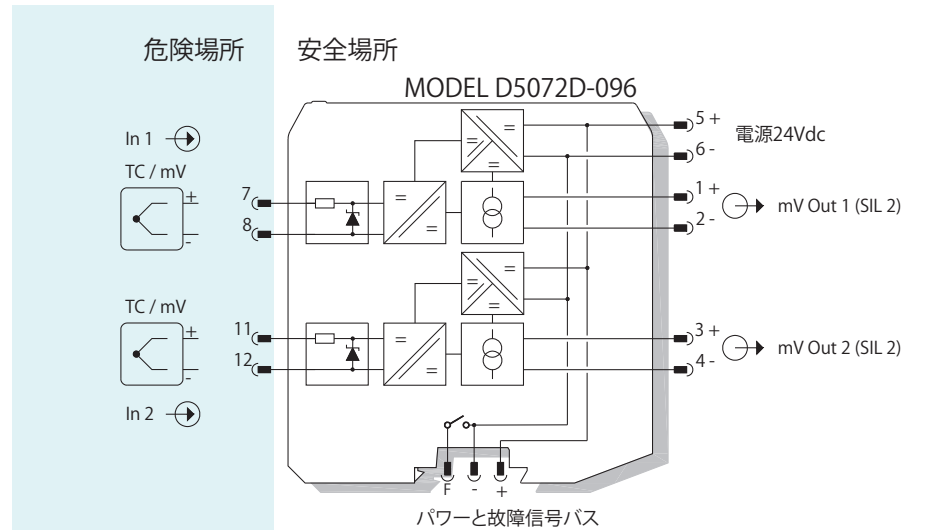 危険場所
安全場所
MODEL D5072D-096
In 1
TC / mV
+
-
7
8
5 +
6 -
電源24Vdc
1 +
2 -
mV Out 1 (SIL 2)
TC / mV
+
-
11
12
In 2
3 +
4 -
mV Out 2 (SIL 2)
F - +
パワーと故障信号バス